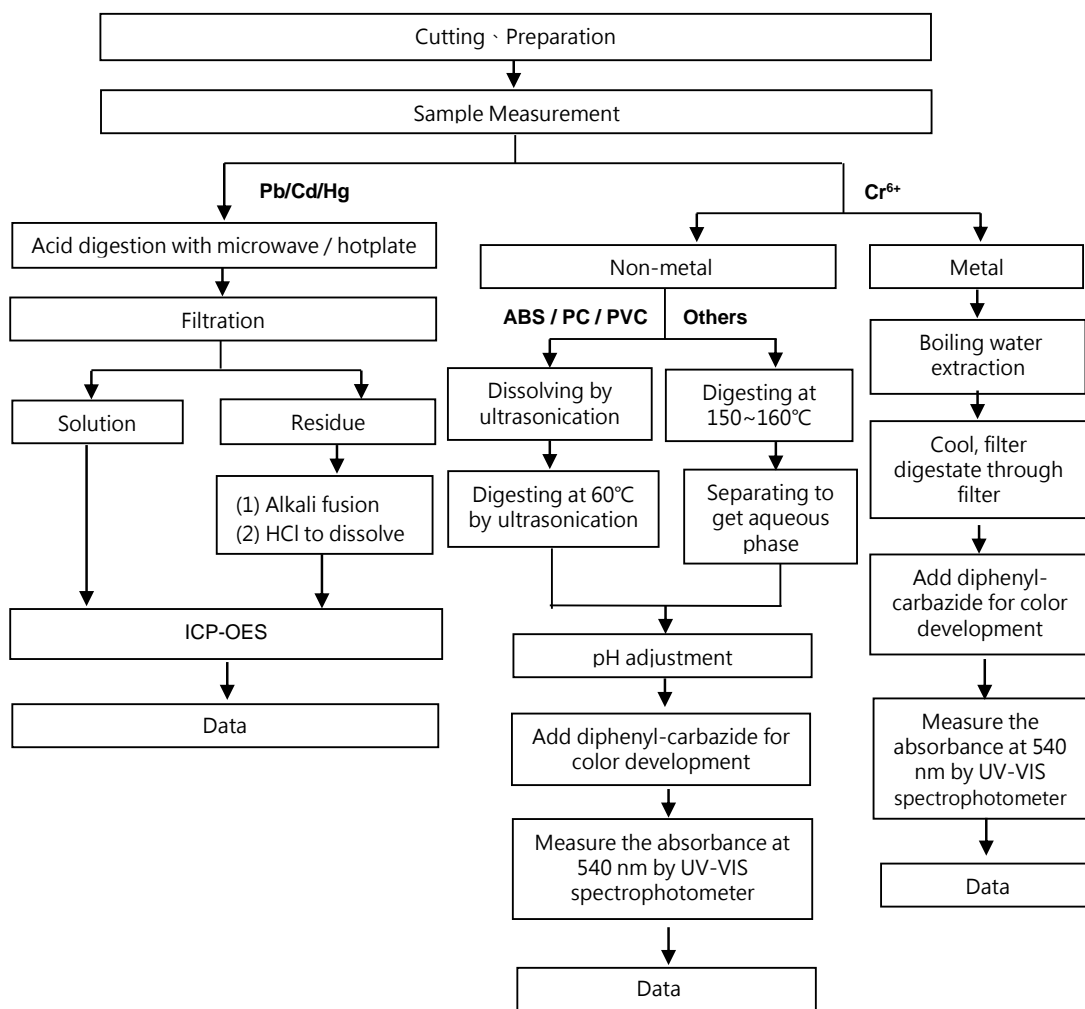 Cutting、Preparation
Sample Measurement
Pb/Cd/Hg
Acid digestion with microwave / hotplate
Filtration
Solution
Residue
(1) Alkali fusion
(2) HCl to dissolve
ICP-OES
Data
Cr⁶⁺
Non-metal
ABS / PC / PVC
Others
Dissolving by
ultrasonication
Digesting at 60℃
by ultrasonication
Digesting at
150~160℃
Separating to
get aqueous
phase
pH adjustment
Add diphenyl-carbazide for
color development
Measure the absorbance at
540 nm by UV-VIS
spectrophotometer
Data
Metal
Boiling water
extraction
Cool, filter
digestate through
filter
Add diphenyl-
carbazide for color
development
Measure the
absorbance at 540
nm by UV-VIS
spectrophotometer
Data